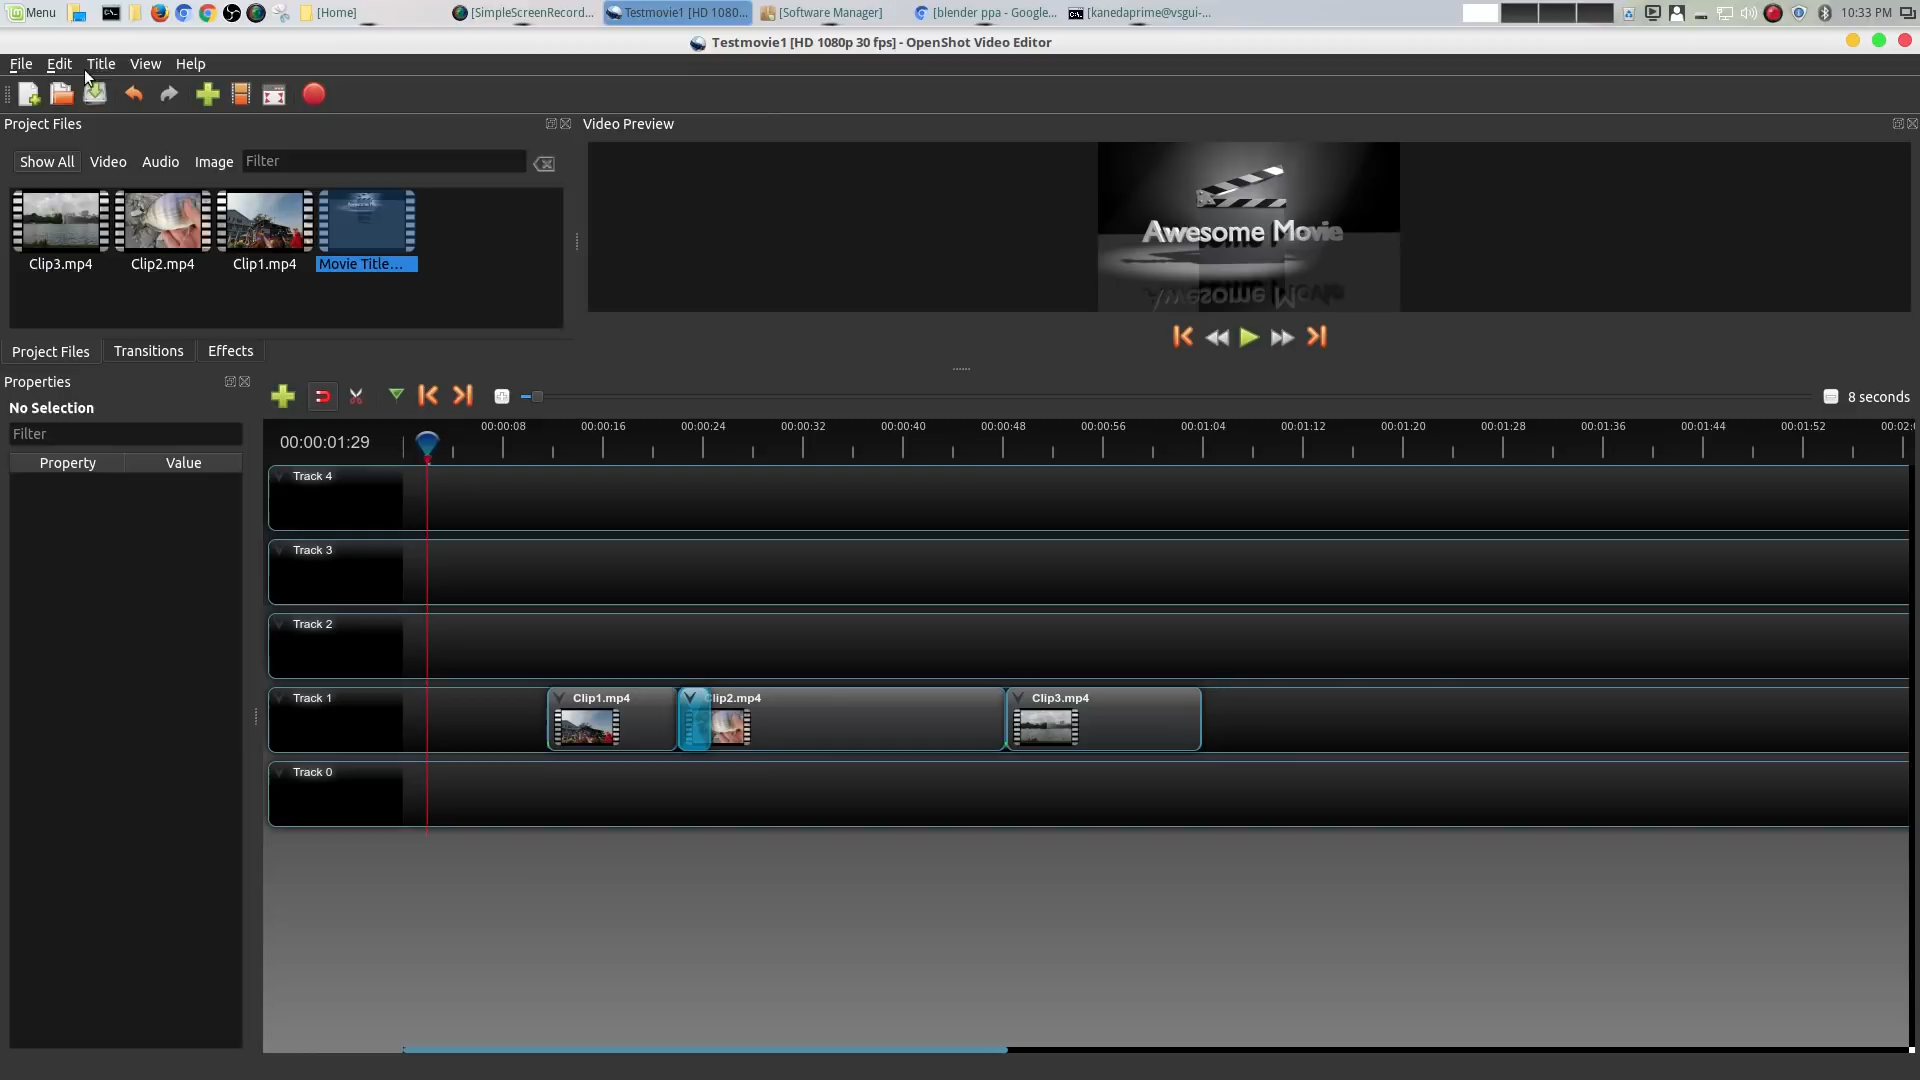 Menu [Home] [SimpleScreenRecord... Testmovie1 [HD 1080... [Software Manager] [blender ppa - Google... [kanedaprime@vsgui-... 10:33 PM
Testmovie1 [HD 1080p 30 fps] - OpenShot Video Editor
File Edit Title View Help
Project Files Video Preview
Show All Video Audio Image Filter
Awesome Movie
Clip3.mp4 Clip2.mp4 Clip1.mp4 Movie Title...
Project Files Transitions Effects
Properties
No Selection
8 seconds
Filter
00:00:01:29 00:00:08 00:00:16 00:00:24 00:00:32 00:00:40 00:00:48 00:00:56 00:01:04 00:01:12 00:01:20 00:01:28 00:01:36 00:01:44 00:01:52 00:02:0
Property Value
Track 4
Track 3
Track 2
Track 1 Clip1.mp4 lip2.mp4 Clip3.mp4
Track 0